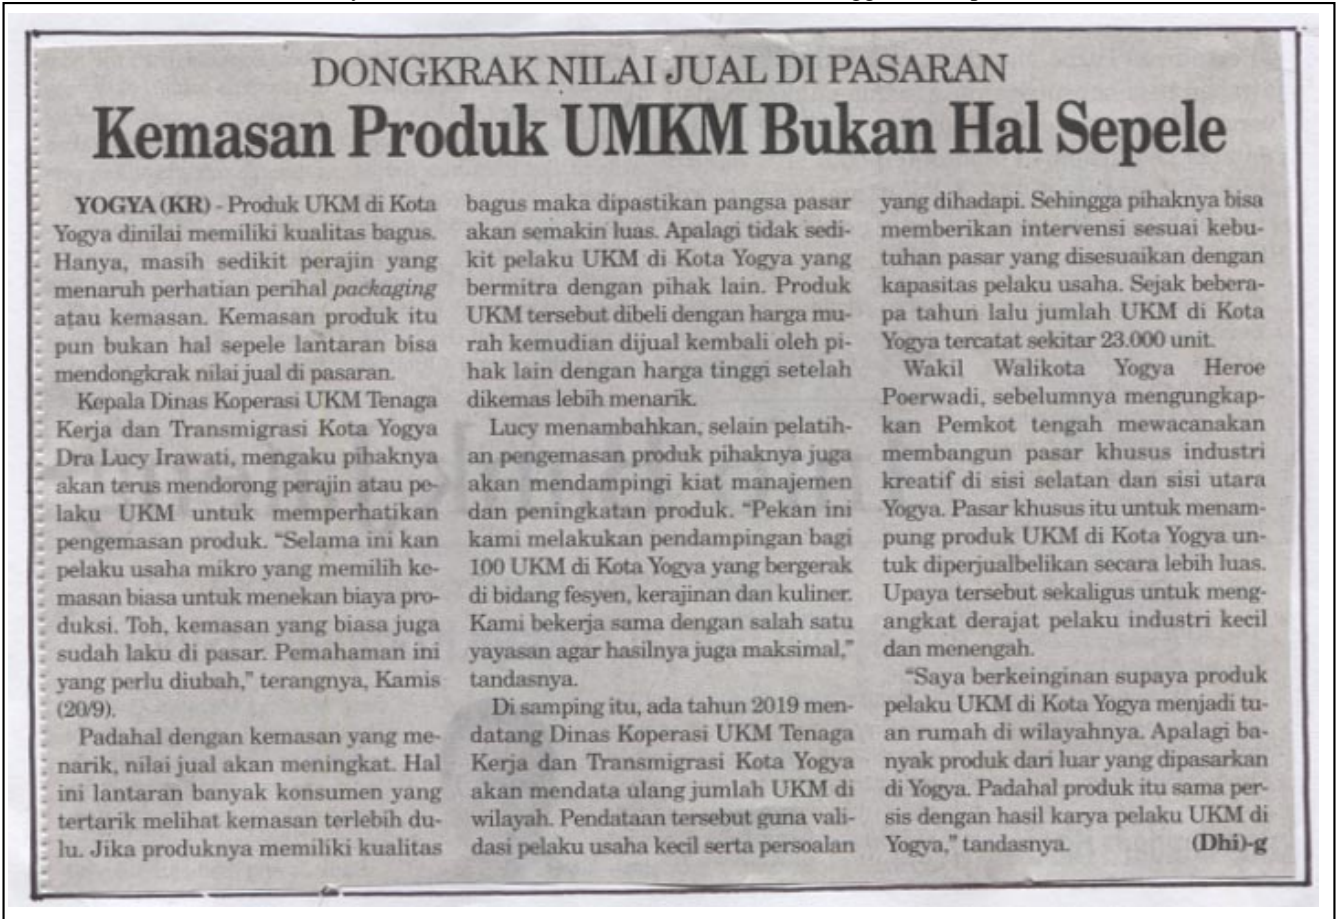 DONGKRAK NILAI JUAL DI PASARAN
Kemasan Produk UMKM Bukan Hal Sepele
YOGYA (KR) - Produk UKM di Kota
Yogya dinilai memiliki kualitas bagus.
Hanya, masih sedikit perajin yang
menaruh perhatian perihal packaging
atau kemasan. Kemasan produk itu
pun bukan hal sepele lantaran bisa
mendongkrak nilai jual di pasaran.
Kepala Dinas Koperasi UKM Tenaga
Kerja dan Transmigrasi Kota Yogya
Dra Lucy Irawati, mengaku pihaknya
akan terus mendorong perajin atau pe-
laku UKM untuk memperhatikan
pengemasan produk. "Selama ini kan
pelaku usaha mikro yang memilih ke-
masan biasa untuk menekan biaya pro-
duksi. Toh, kemasan yang biasa juga
sudah laku di pasar. Pemahaman ini
yang perlu diubah," terangnya, Kamis
(20/9).
Padahal dengan kemasan yang me-
narik, nilai jual akan meningkat. Hal
ini lantaran banyak konsumen yang
tertarik melihat kemasan terlebih du-
lu. Jika produknya memiliki kualitas
bagus maka dipastikan pangsa pasar
akan semakin luas. Apalagi tidak sedi-
kit pelaku UKM di Kota Yogya yang
bermitra dengan pihak lain. Produk
UKM tersebut dibeli dengan harga mu-
rah kemudian dijual kembali oleh pi-
hak lain dengan harga tinggi setelah
dikemas lebih menarik.
Lucy menambahkan, selain pelatih-
an pengemasan produk pihaknya juga
akan mendampingi kiat manajemen
dan peningkatan produk. "Pekan ini
kami melakukan pendampingan bagi
100 UKM di Kota Yogya yang bergerak
di bidang fesyen, kerajinan dan kuliner.
Kami bekerja sama dengan salah satu
yayasan agar hasilnya juga maksimal,"
tandasnya.
Di samping itu, ada tahun 2019 men-
datang Dinas Koperasi UKM Tenaga
Kerja dan Transmigrasi Kota Yogya
akan mendata ulang jumlah UKM di
wilayah. Pendataan tersebut guna vali-
dasi pelaku usaha kecil serta persoalan
yang dihadapi. Sehingga pihaknya bisa
memberikan intervensi sesuai kebu-
tuhan pasar yang disesuaikan dengan
kapasitas pelaku usaha. Sejak bebera-
pa tahun lalu jumlah UKM di Kota
Yogya tercatat sekitar 23.000 unit.
Wakil Walikota Yogya Heroe
Poerwadi, sebelumnya mengungkap-
kan Pemkot tengah mewacanakan
membangun pasar khusus industri
kreatif di sisi selatan dan sisi utara
Yogya. Pasar khusus itu untuk menam-
pung produk UKM di Kota Yogya un-
tuk diperjualbelikan secara lebih luas.
Upaya tersebut sekaligus untuk meng-
angkat derajat pelaku industri kecil
dan menengah.
"Saya berkeinginan supaya produk
pelaku UKM di Kota Yogya menjadi tu-
an rumah di wilayahnya. Apalagi ba-
nyak produk dari luar yang dipasarkan
di Yogya. Padahal produk itu sama per-
sis dengan hasil karya pelaku UKM di
Yogya," tandasnya. (Dhi)-g